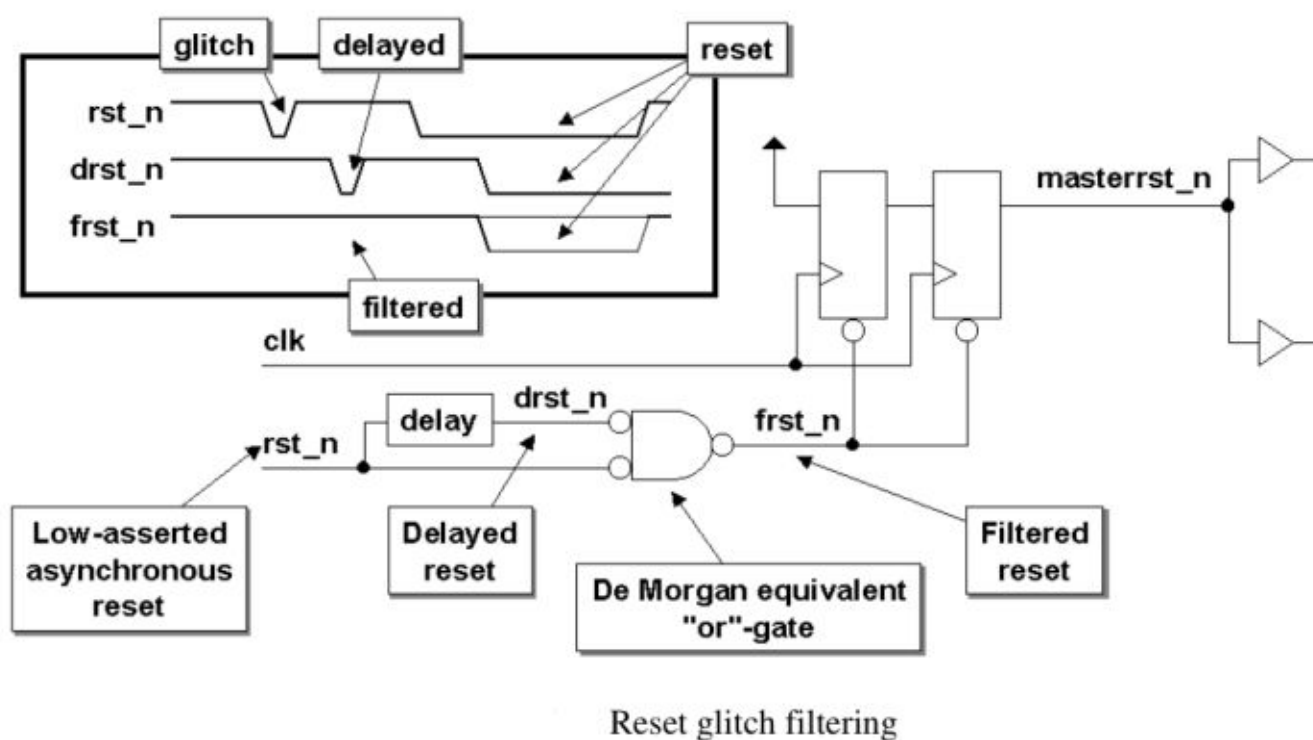 glitch
delayed
reset
rst_n
drst_n
frst_n
filtered
masterrst_n
clk
delay
drst_n
frst_n
rst_n
Low-asserted
asynchronous
reset
Delayed
reset
De Morgan equivalent
"or"-gate
Filtered
reset
Reset glitch filtering